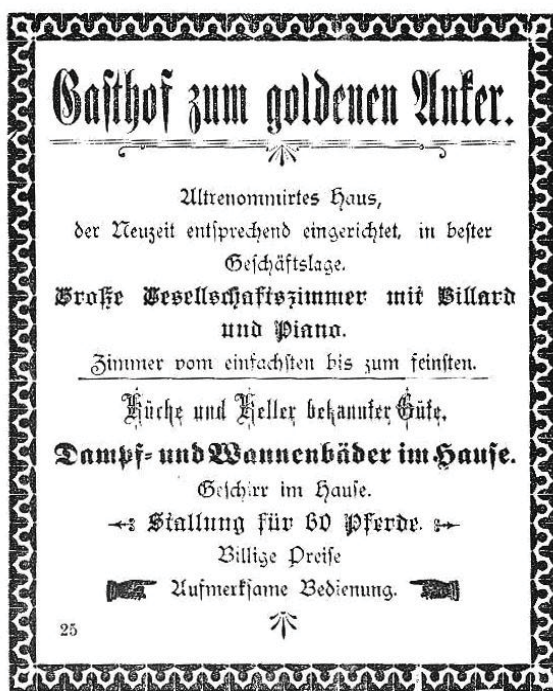 Gasthof zum goldenen Anker.
Altrenommirtes Haus,
der Neuzeit entsprechend eingerichtet, in bester
Geschäftslage.
Große Gesellschaftszimmer mit Billard
und Piano.
Zimmer vom einfachsten bis zum feinsten.
Küche und Keller bekannter Güte.
Dampf- und Wannenbäder im Hause.
Geschirr im Hause.
Stallung für 60 Pferde.
Billige Preise
Aufmerksame Bedienung.
25